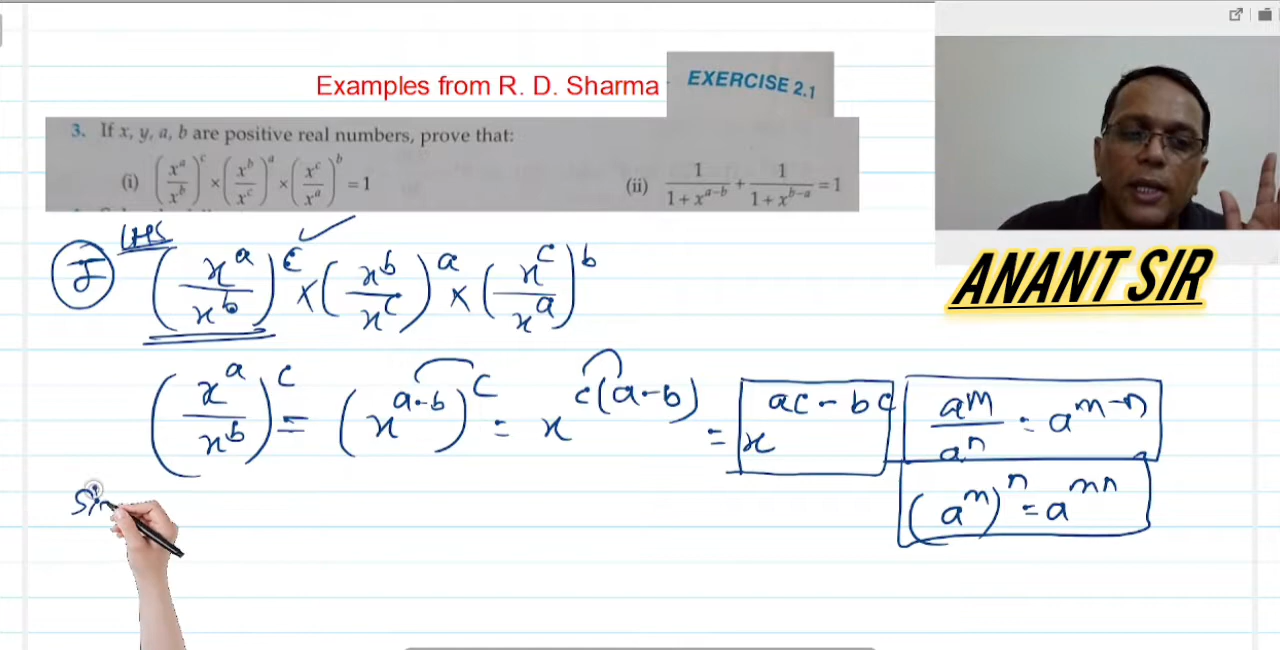 Examples from R. D. Sharma
EXERCISE 2.1
3. If x, y, a, b are positive real numbers, prove that:
(i) (x^a/x^b)^c × (x^b/x^c)^a × (x^c/x^a)^b = 1
(ii) 1/(1 + x^(a−b)) + 1/(1 + x^(b−a)) = 1
LHS
I (x^a/x^b)^c × (x^b/x^c)^a × (x^c/x^a)^b
ANANT SIR
(x^a/x^b)^c = (x^(a-b))^c = x^(c(a-b)) = x^(ac-bc)
a^m/a^n = a^(m-n)
(a^m)^n = a^(mn)
Sim